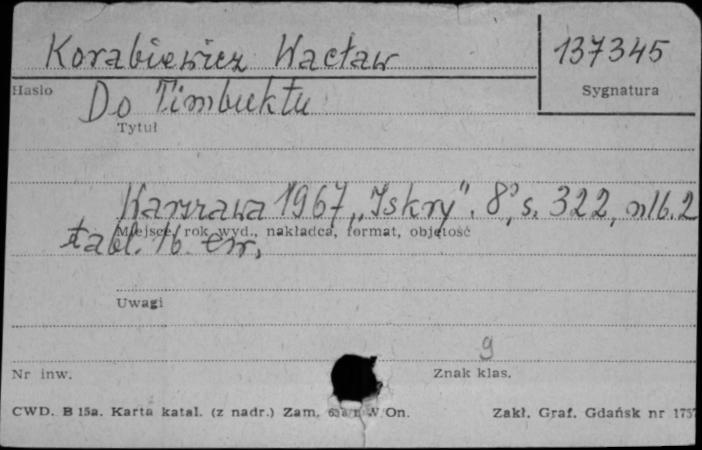 Korabiewicz Wacław
137345
Hasło
Sygnatura
Do Timbuktu
Tytuł
Warszawa 1967, „Iskry". 8°, s. 322, nlb. 2
Miejsce, rok wyd., nakładca, format, objętość
tabl. 16. Err.
Uwagi
g
Nr inw.
Znak klas.
CWD. B 15a. Karta katal. (z nadr.) Zam. W/On.
Zakł. Graf. Gdańsk nr 1757